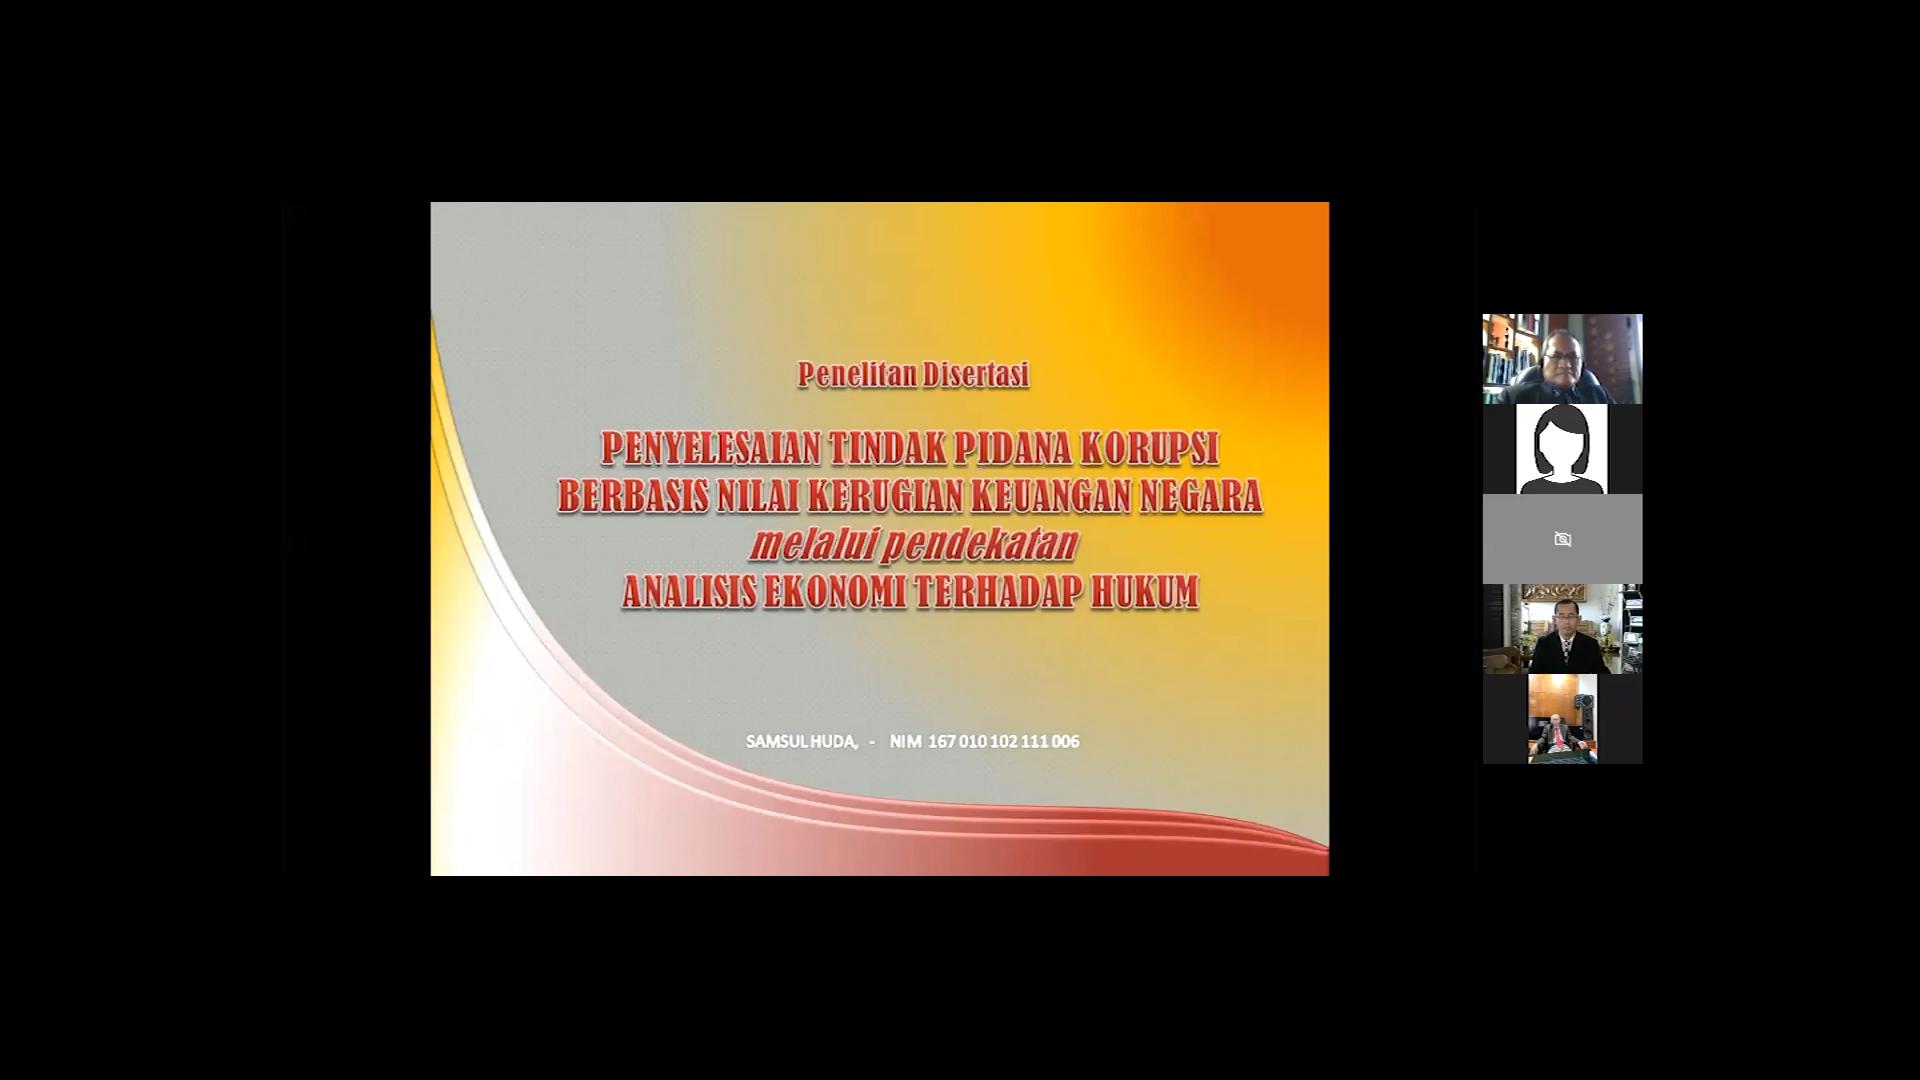 Penelitan Disertasi
PENYELESAIAN TINDAK PIDANA KORUPSI
BERBASIS NILAI KERUGIAN KEUANGAN NEGARA
melalui pendekatan
ANALISIS EKONOMI TERHADAP HUKUM
SAMSUL HUDA, - NIM 167 010 102 111 006